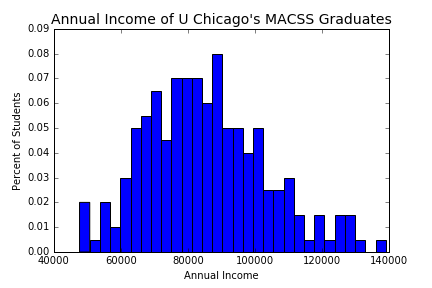 Annual Income of U Chicago's MACSS Graduates
0.09
0.08
0.07
0.06
0.05
0.04
0.03
0.02
0.01
0.00
Percent of Students
40000 60000 80000 100000 120000 140000
Annual Income